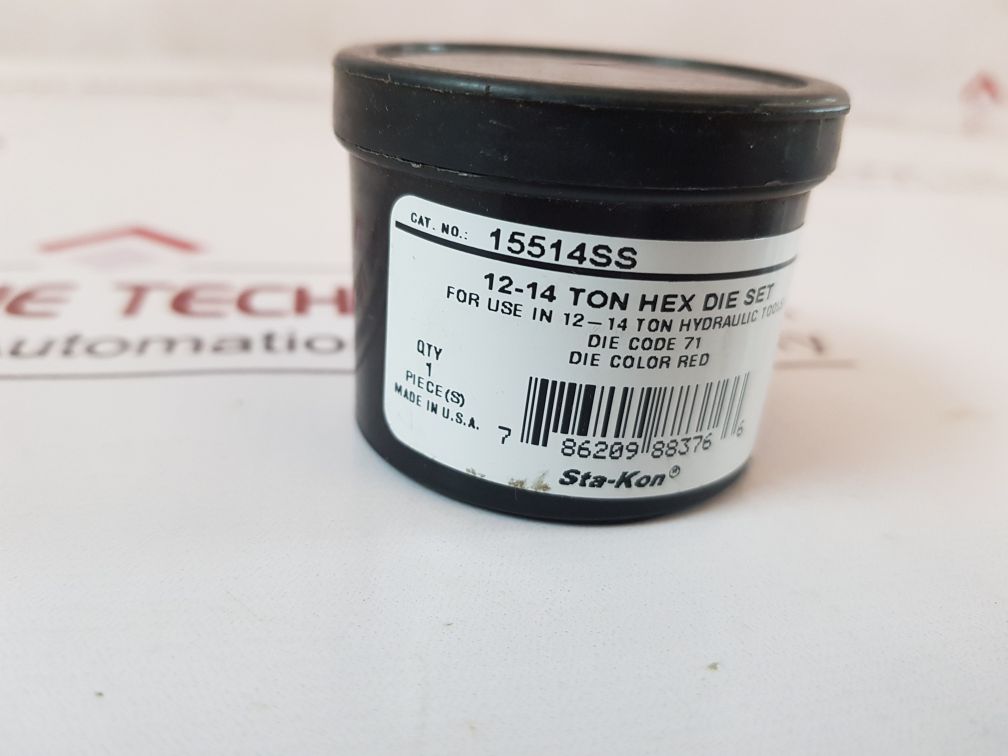 CAT. NO.: 15514SS
12-14 TON HEX DIE SET
FOR USE IN 12-14 TON HYDRAULIC TOOLS
DIE CODE 71
DIE COLOR RED
QTY
1
PIECE(S)
MADE IN U.S.A.
7 86209 88376 6
Sta-Kon®
TECH